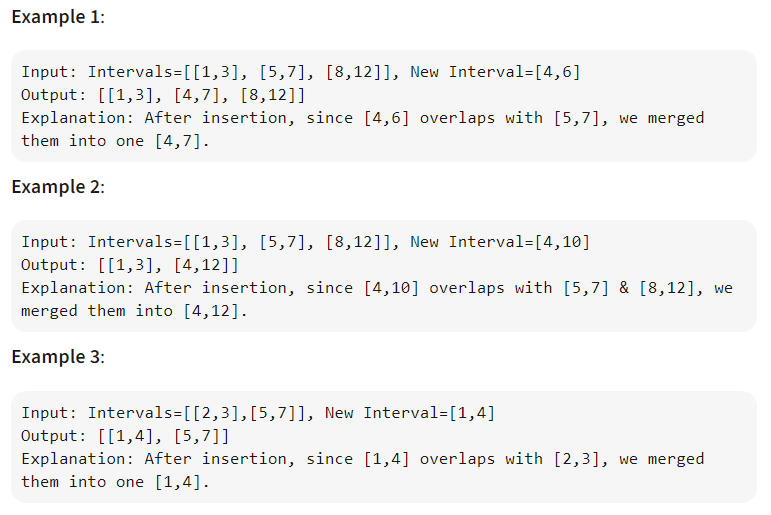 Example 1:
Input: Intervals=[[1,3], [5,7], [8,12]], New Interval=[4,6]
Output: [[1,3], [4,7], [8,12]]
Explanation: After insertion, since [4,6] overlaps with [5,7], we merged
them into one [4,7].
Example 2:
Input: Intervals=[[1,3], [5,7], [8,12]], New Interval=[4,10]
Output: [[1,3], [4,12]]
Explanation: After insertion, since [4,10] overlaps with [5,7] & [8,12], we
merged them into [4,12].
Example 3:
Input: Intervals=[[2,3],[5,7]], New Interval=[1,4]
Output: [[1,4], [5,7]]
Explanation: After insertion, since [1,4] overlaps with [2,3], we merged
them into one [1,4].